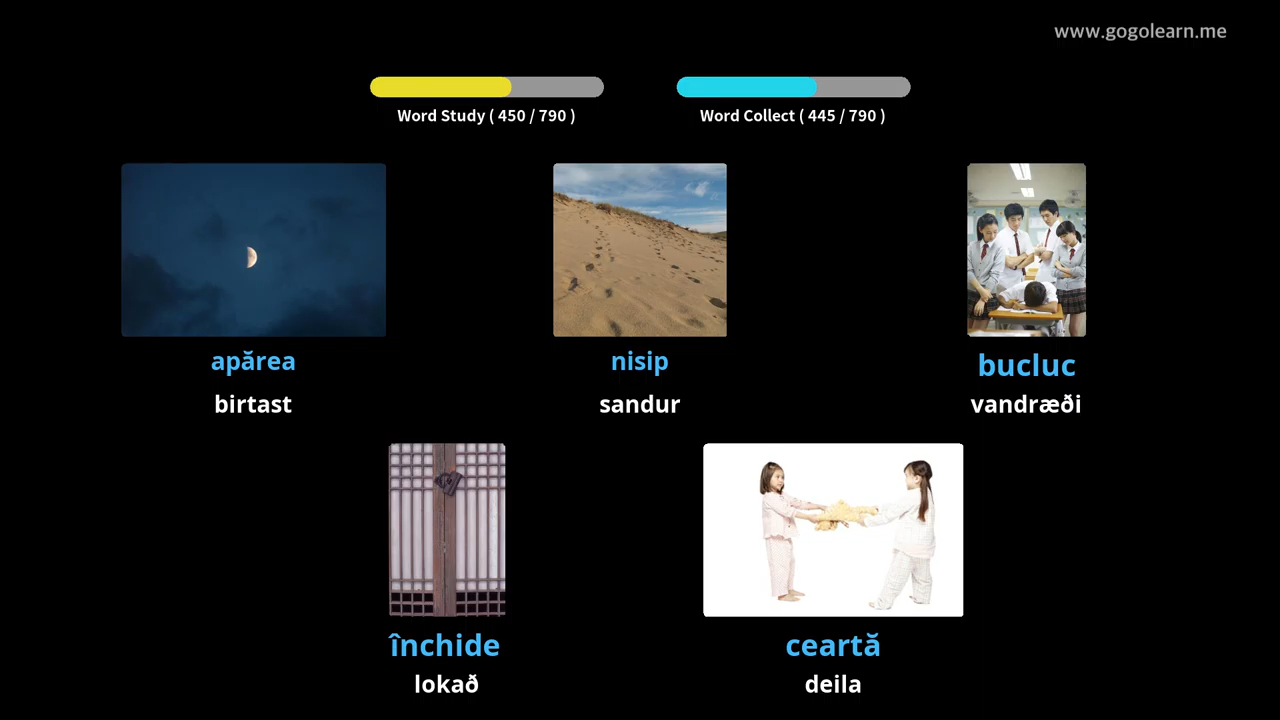 www.gogolearn.me
Word Study ( 450 / 790 )
Word Collect ( 445 / 790 )
apărea
nisip
bucluc
birtast
sandur
vandræði
închide
ceartă
lokað
deila